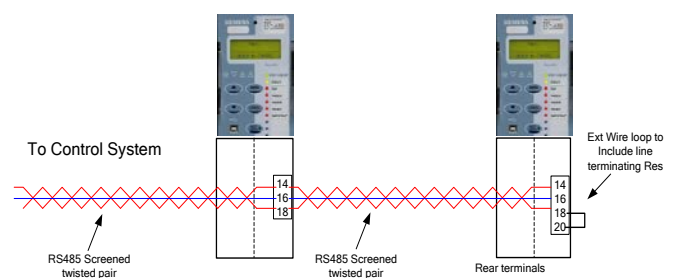 SIEMENS
SIEMENS
To Control System
14
16
18
14
16
18
20
Ext Wire loop to
Include line
terminating Res
RS485 Screened
twisted pair
RS485 Screened
twisted pair
Rear terminals